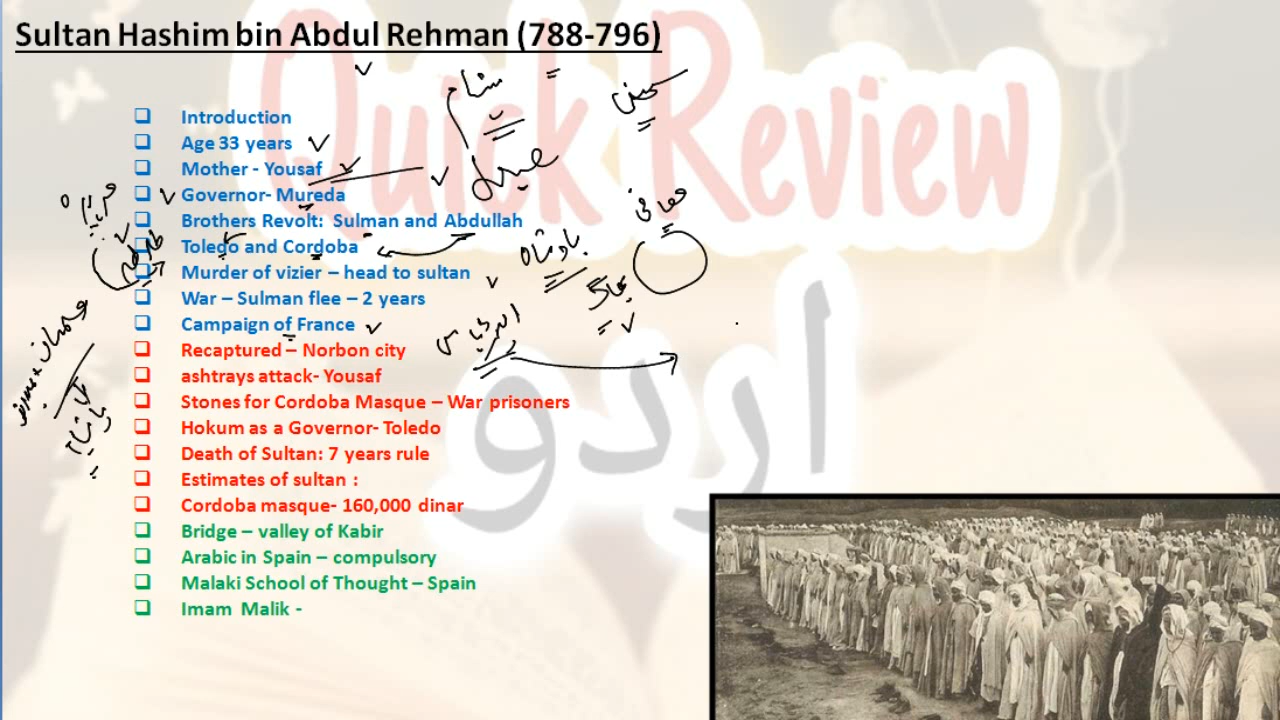 Sultan Hashim bin Abdul Rehman (788-796)
Quick Review
اردو
Introduction
Age 33 years
Mother - Yousaf
Governor- Mureda
Brothers Revolt: Sulman and Abdullah
Toledo and Cordoba
Murder of vizier – head to sultan
War – Sulman flee – 2 years
Campaign of France
Recaptured – Norbon city
ashtrays attack- Yousaf
Stones for Cordoba Masque – War prisoners
Hokum as a Governor- Toledo
Death of Sultan: 7 years rule
Estimates of sultan :
Cordoba masque- 160,000 dinar
Bridge – valley of Kabir
Arabic in Spain – compulsory
Malaki School of Thought – Spain
Imam Malik -
بادشاہ
معافی